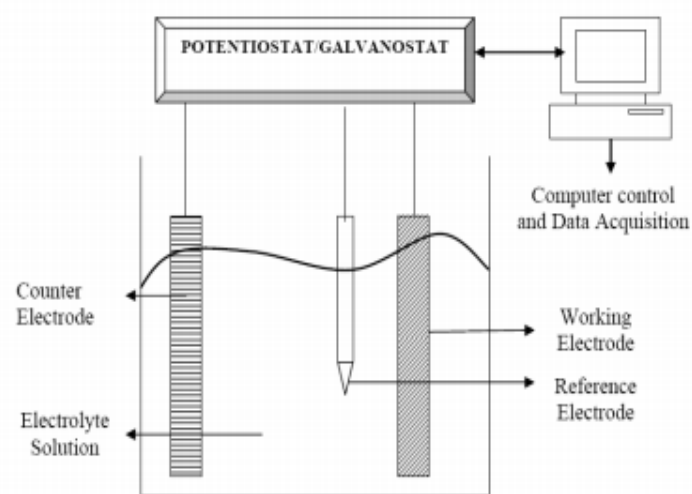 POTENTIOSTAT/GALVANOSTAT
Computer control
and Data Acquisition
Counter
Electrode
Working
Electrode
Reference
Electrode
Electrolyte
Solution